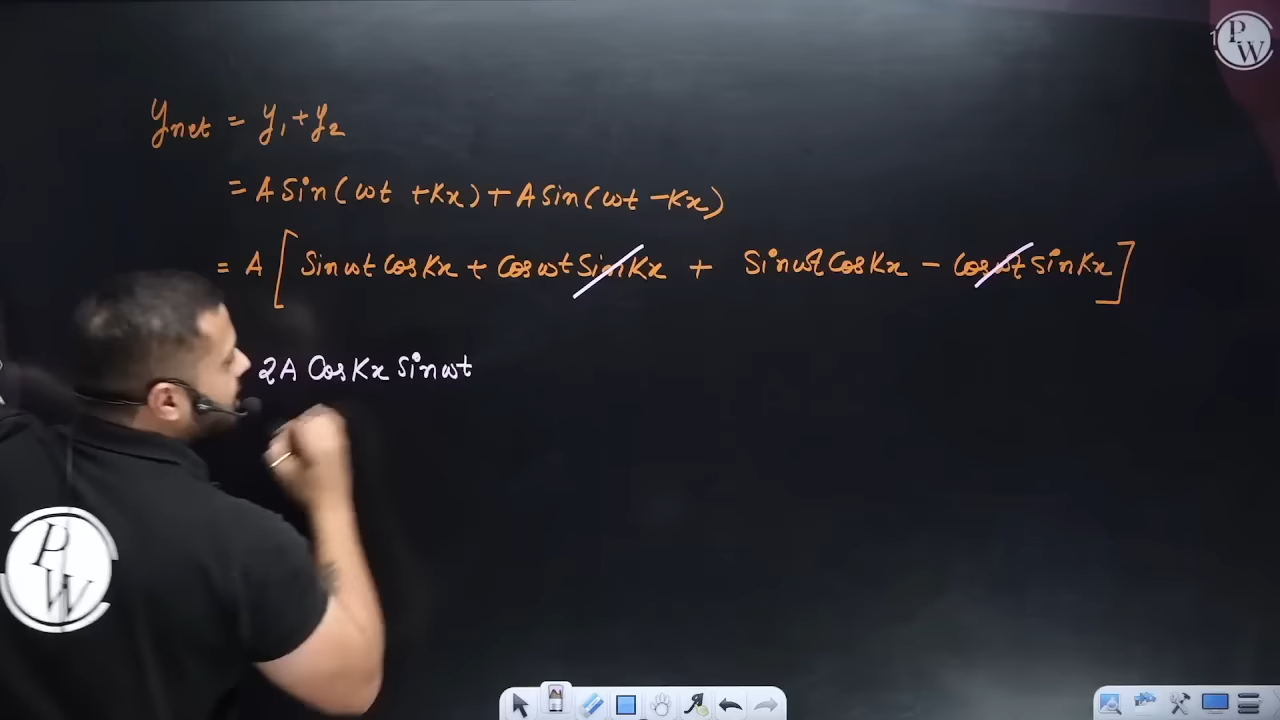 PW
Ynet = y₁ + y₂
= A Sin(ωt + Kx) + A Sin(ωt - Kx)
= A [ Sinωt CosKx + Cosωt SinKx + Sinωt CosKx - Cosωt SinKx ]
2A CosKx Sinωt
PW